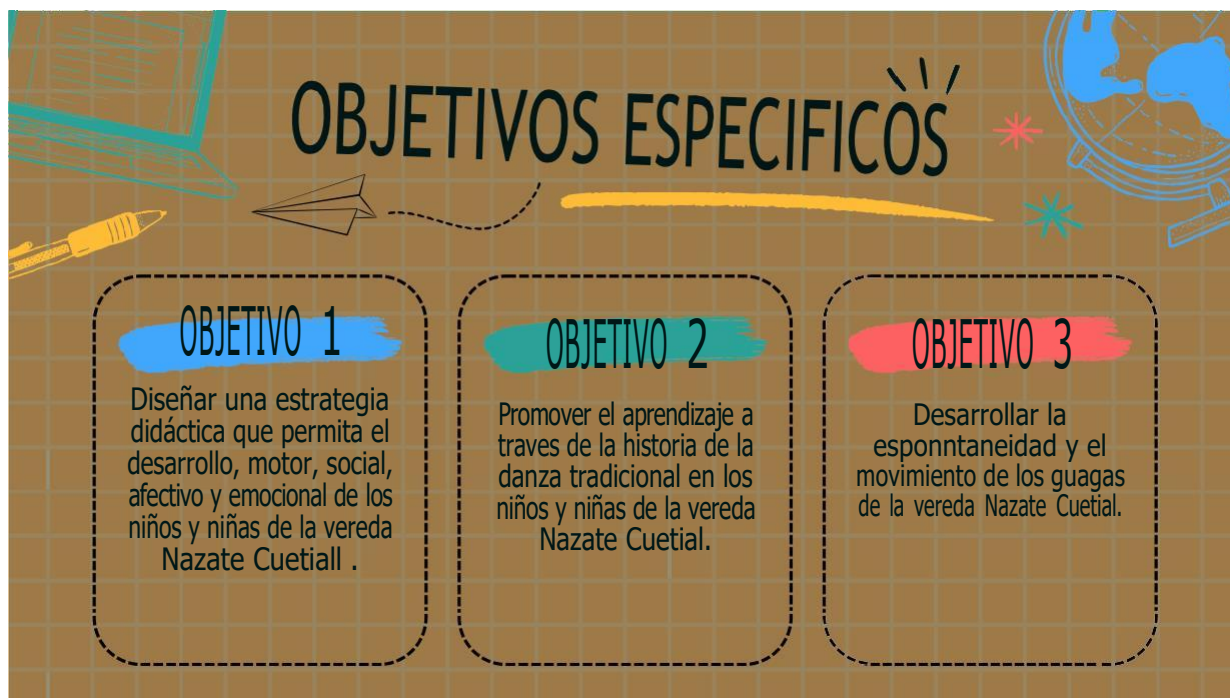 OBJETIVOS ESPECIFICOS
OBJETIVO 1
Diseñar una estrategia
didáctica que permita el
desarrollo, motor, social,
afectivo y emocional de los
niños y niñas de la vereda
Nazate Cuetiall .
OBJETIVO 2
Promover el aprendizaje a
traves de la historia de la
danza tradicional en los
niños y niñas de la vereda
Nazate Cuetial.
OBJETIVO 3
Desarrollar la
esponntaneidad y el
movimiento de los guagas
de la vereda Nazate Cuetial.